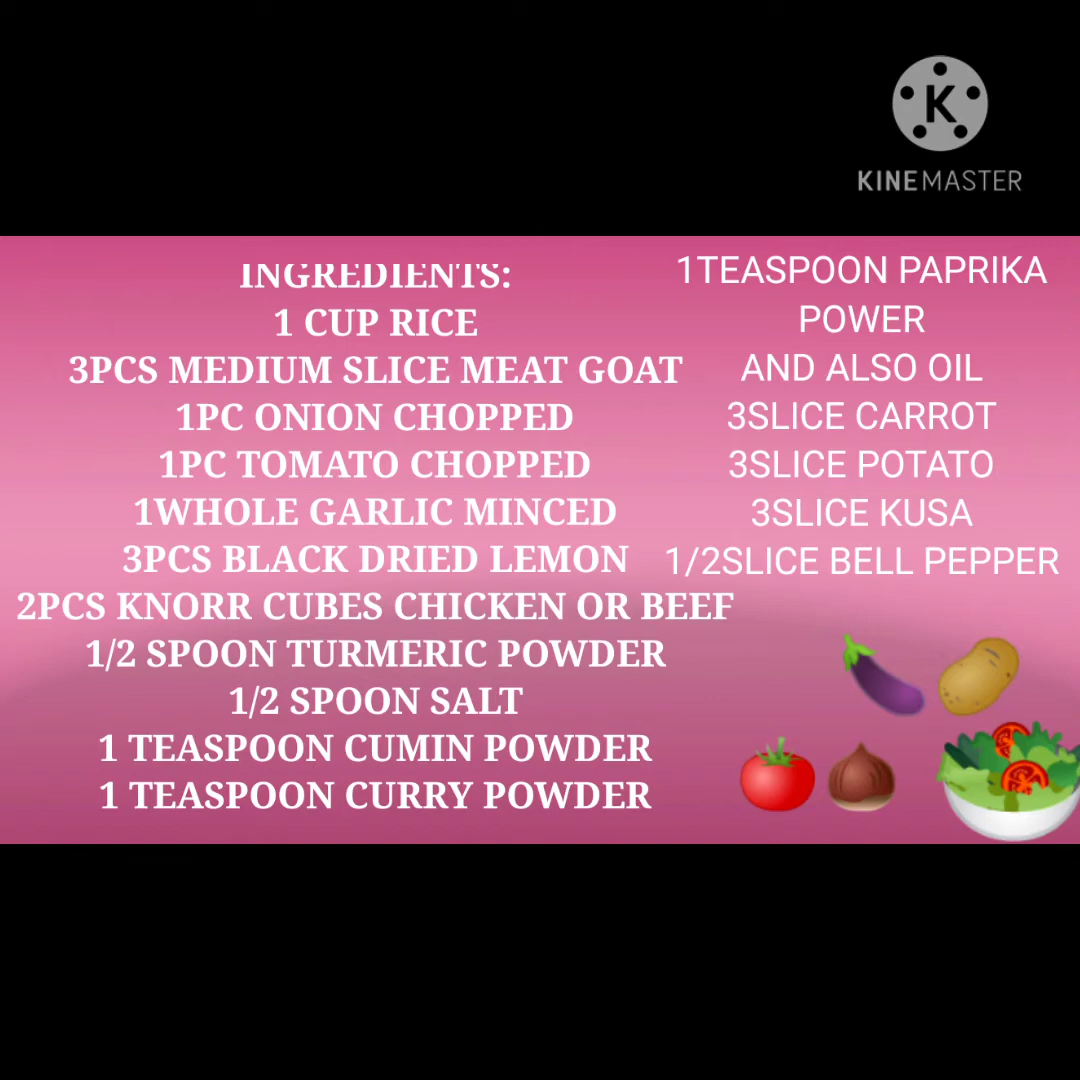 K
KINEMASTER
INGREDIENTS:
1 CUP RICE
3PCS MEDIUM SLICE MEAT GOAT
1PC ONION CHOPPED
1PC TOMATO CHOPPED
1WHOLE GARLIC MINCED
3PCS BLACK DRIED LEMON
2PCS KNORR CUBES CHICKEN OR BEEF
1/2 SPOON TURMERIC POWDER
1/2 SPOON SALT
1 TEASPOON CUMIN POWDER
1 TEASPOON CURRY POWDER
1TEASPOON PAPRIKA
POWER
AND ALSO OIL
3SLICE CARROT
3SLICE POTATO
3SLICE KUSA
1/2SLICE BELL PEPPER